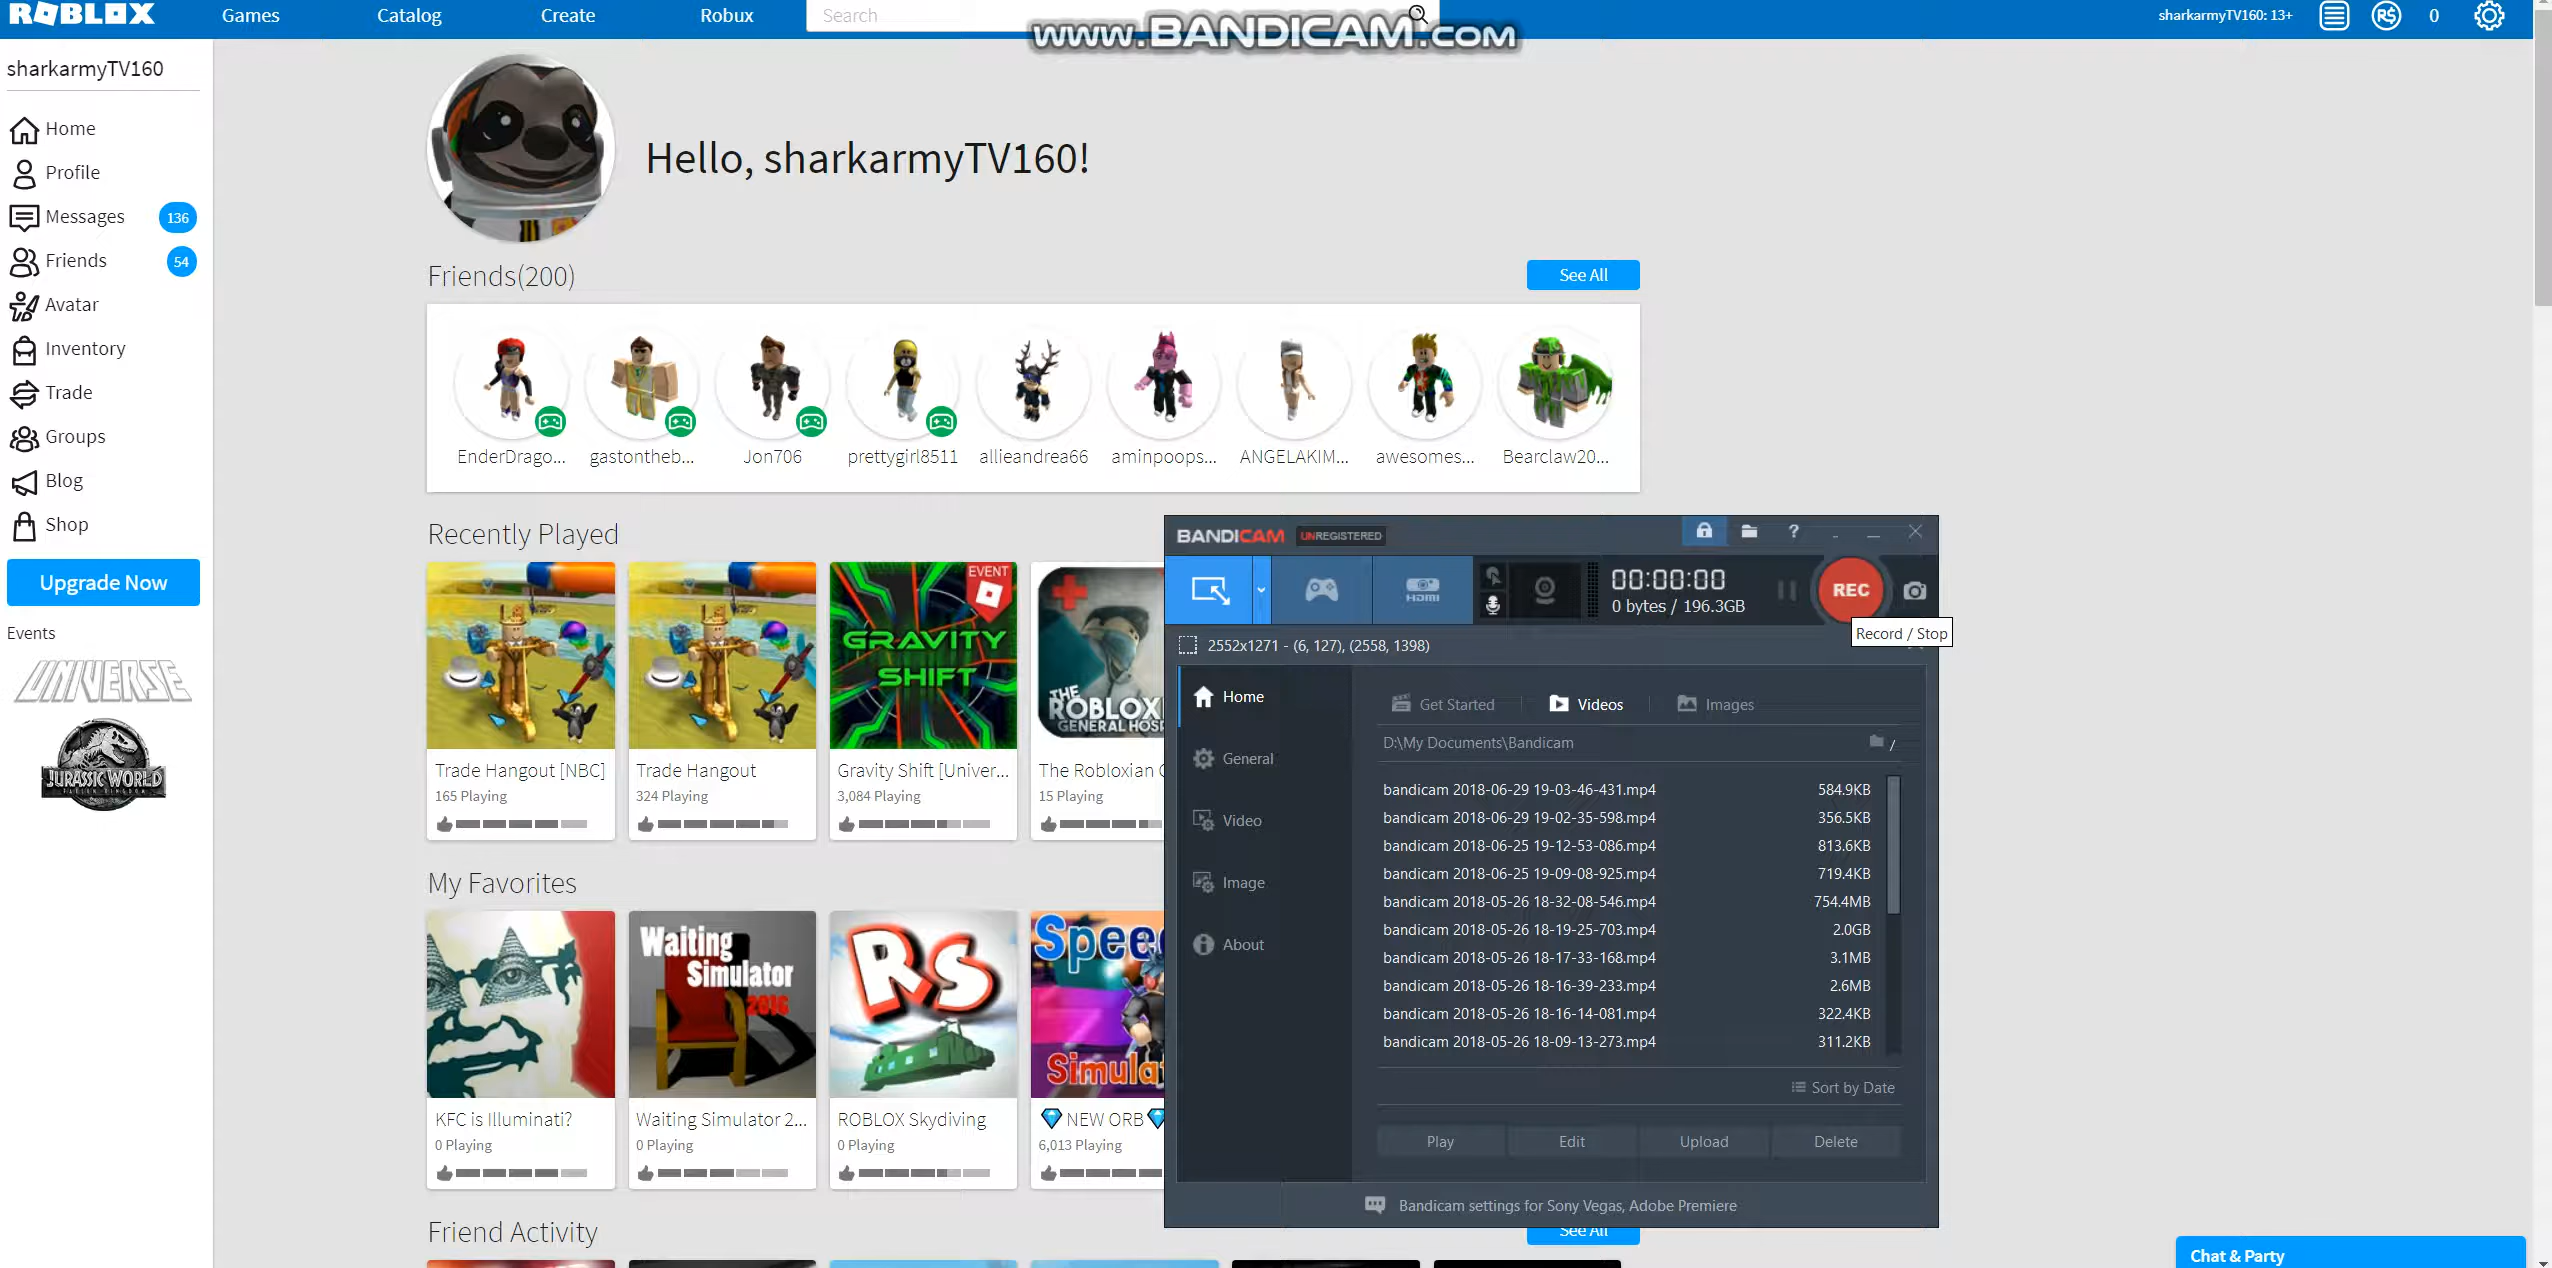 ROBLOX
Games
Catalog
Create
Robux
Search
www.BANDICAM.com
sharkarmyTV160: 13+
R$
0
sharkarmyTV160
Home
Profile
Messages
136
Friends
54
Avatar
Inventory
Trade
Groups
Blog
Shop
Upgrade Now
Events
UNIVERSE
JURASSIC WORLD
Hello, sharkarmyTV160!
Friends(200)
See All
EnderDrago...
gastontheb...
Jon706
prettygirl8511
allieandrea66
aminpoops...
ANGELAKIM...
awesomes...
Bearclaw20...
Recently Played
EVENT
GRAVITY
SHIFT
THE
ROBLOX
GENERAL HOS
Trade Hangout [NBC]
165 Playing
Trade Hangout
324 Playing
Gravity Shift [Univer...
3,084 Playing
The Robloxian
15 Playing
My Favorites
Waiting
Simulator
2016
RS
Spee
Simula
KFC is Illuminati?
0 Playing
Waiting Simulator 2...
0 Playing
ROBLOX Skydiving
0 Playing
NEW ORB
6,013 Playing
Friend Activity
See All
BANDICAM
UNREGISTERED
?
HDMI
00:00:00
0 bytes / 196.3GB
REC
Record / Stop
2552x1271 - (6, 127), (2558, 1398)
Home
General
Video
Image
About
Get Started
Videos
Images
D:\My Documents\Bandicam
/
bandicam 2018-06-29 19-03-46-431.mp4 584.9KB
bandicam 2018-06-29 19-02-35-598.mp4 356.5KB
bandicam 2018-06-25 19-12-53-086.mp4 813.6KB
bandicam 2018-06-25 19-09-08-925.mp4 719.4KB
bandicam 2018-05-26 18-32-08-546.mp4 754.4MB
bandicam 2018-05-26 18-19-25-703.mp4 2.0GB
bandicam 2018-05-26 18-17-33-168.mp4 3.1MB
bandicam 2018-05-26 18-16-39-233.mp4 2.6MB
bandicam 2018-05-26 18-16-14-081.mp4 322.4KB
bandicam 2018-05-26 18-09-13-273.mp4 311.2KB
Sort by Date
Play
Edit
Upload
Delete
Bandicam settings for Sony Vegas, Adobe Premiere
Chat & Party